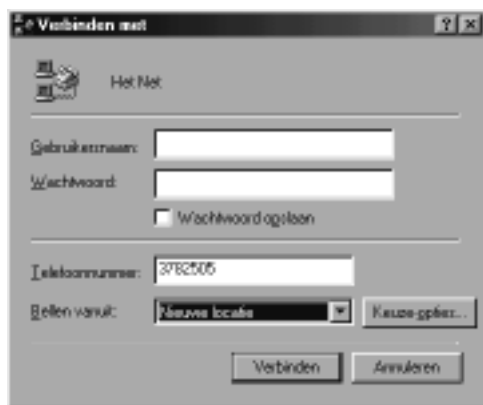 Verbinden met
Het Net
Gebruikersnaam:
Wachtwoord:
Wachtwoord opslaan
Telefoonnummer: 3782505
Bellen vanuit: Nieuwe locatie Keuze-opties...
Verbinden Annuleren